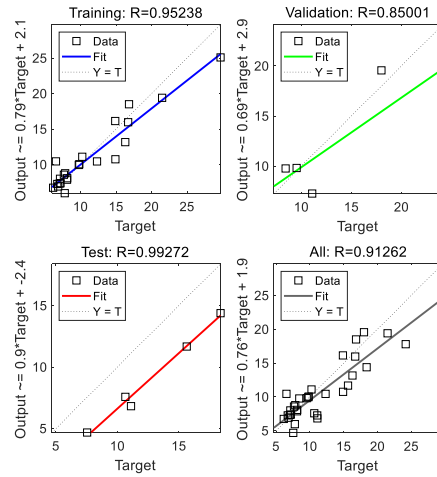 Training: R=0.95238
Output ~= 0.79*Target + 2.1
25
20
15
10
Data
Fit
Y = T
10
15
20
25
Target
Validation: R=0.85001
Output ~= 0.69*Target + 2.9
20
15
10
Data
Fit
Y = T
10
15
20
Target
Test: R=0.99272
Output ~= 0.9*Target + -2.4
15
10
5
Data
Fit
Y = T
5
10
15
Target
All: R=0.91262
Output ~= 0.76*Target + 1.9
25
20
15
10
5
Data
Fit
Y = T
5
10
15
20
25
Target